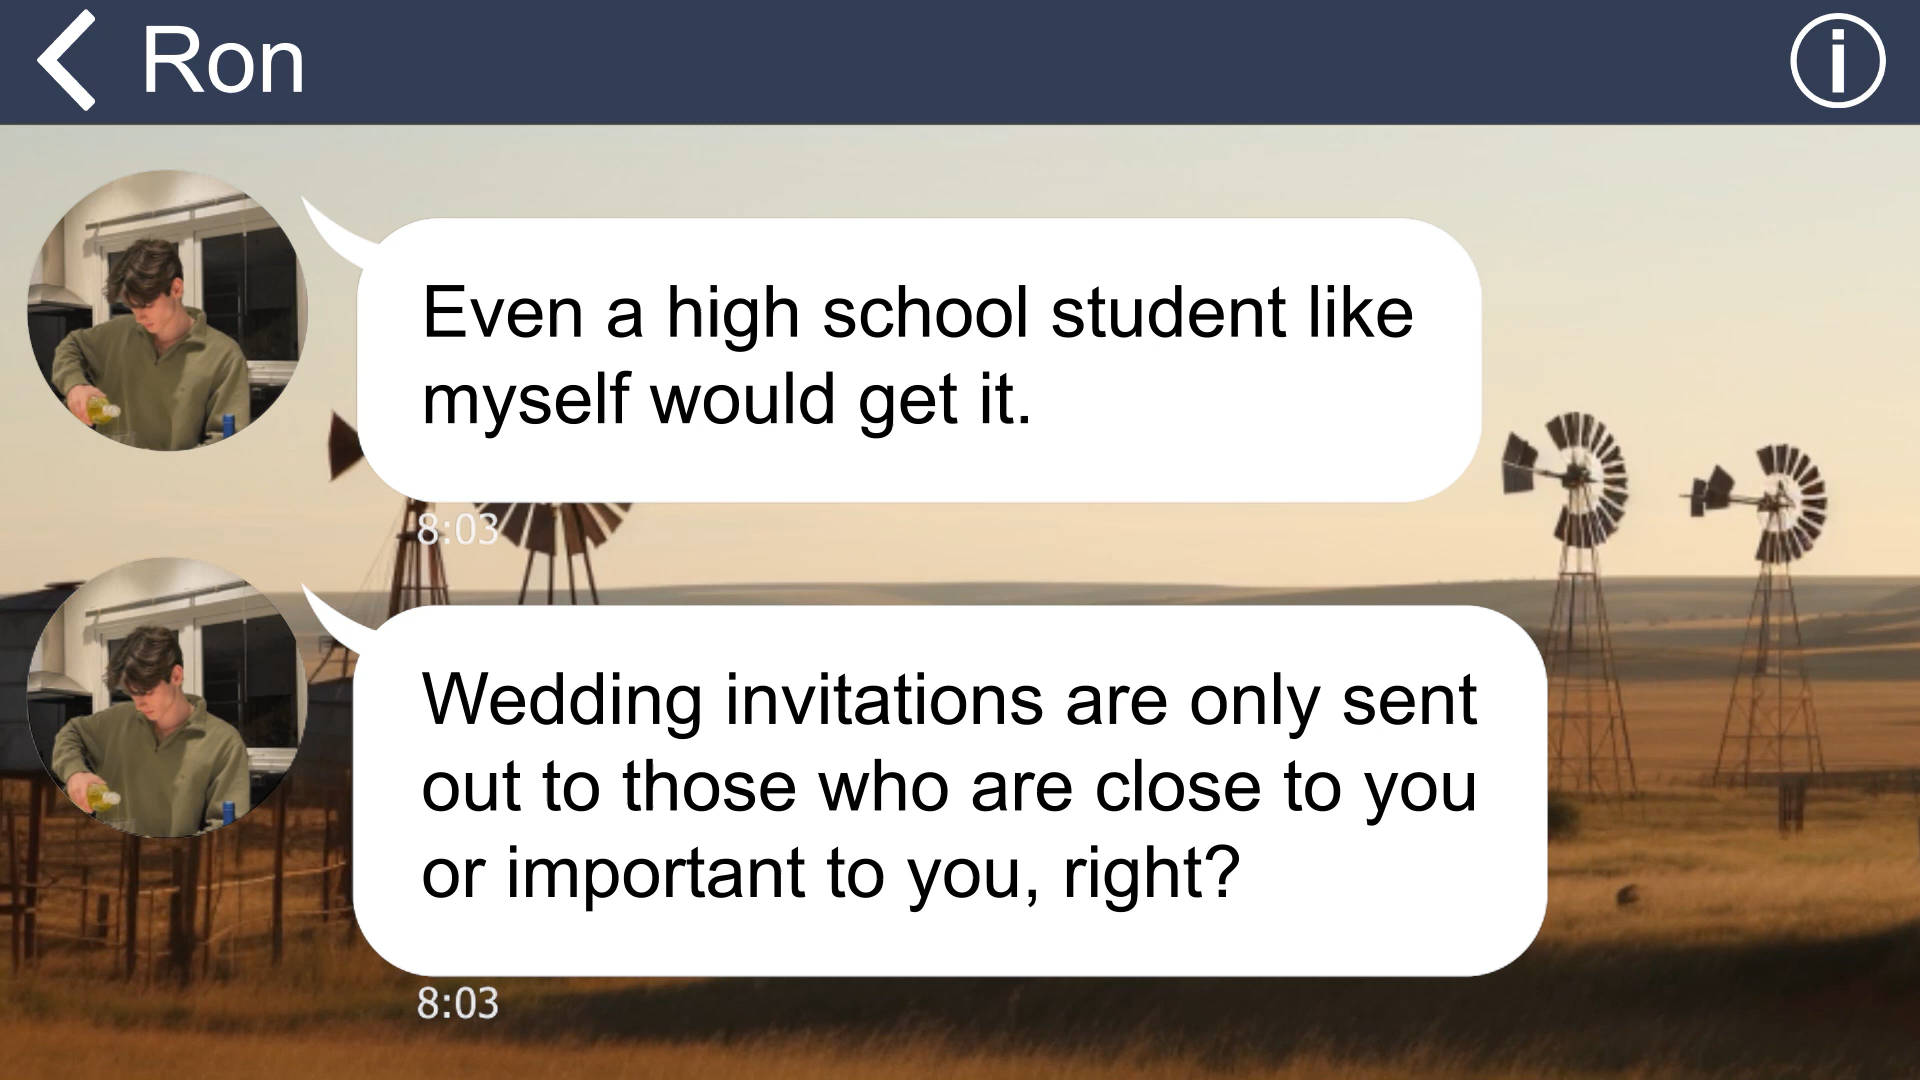 Ron
Even a high school student like
myself would get it.
8:03
Wedding invitations are only sent
out to those who are close to you
or important to you, right?
8:03